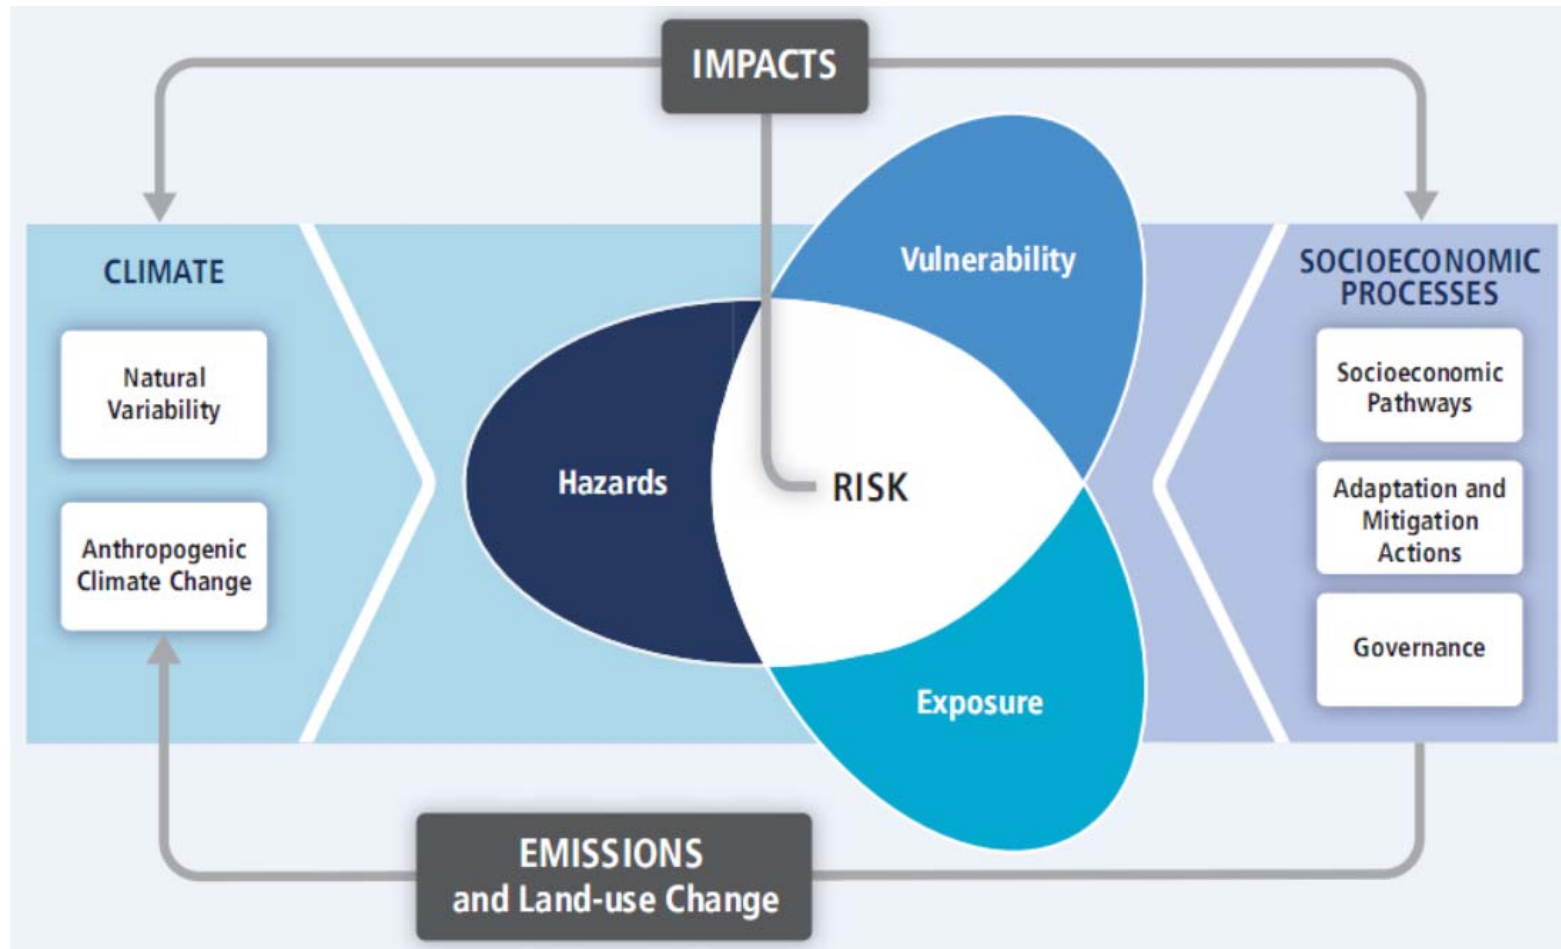 IMPACTS
CLIMATE
Natural
Variability
Anthropogenic
Climate Change
Vulnerability
Hazards
RISK
Exposure
SOCIOECONOMIC
PROCESSES
Socioeconomic
Pathways
Adaptation and
Mitigation
Actions
Governance
EMISSIONS
and Land-use Change